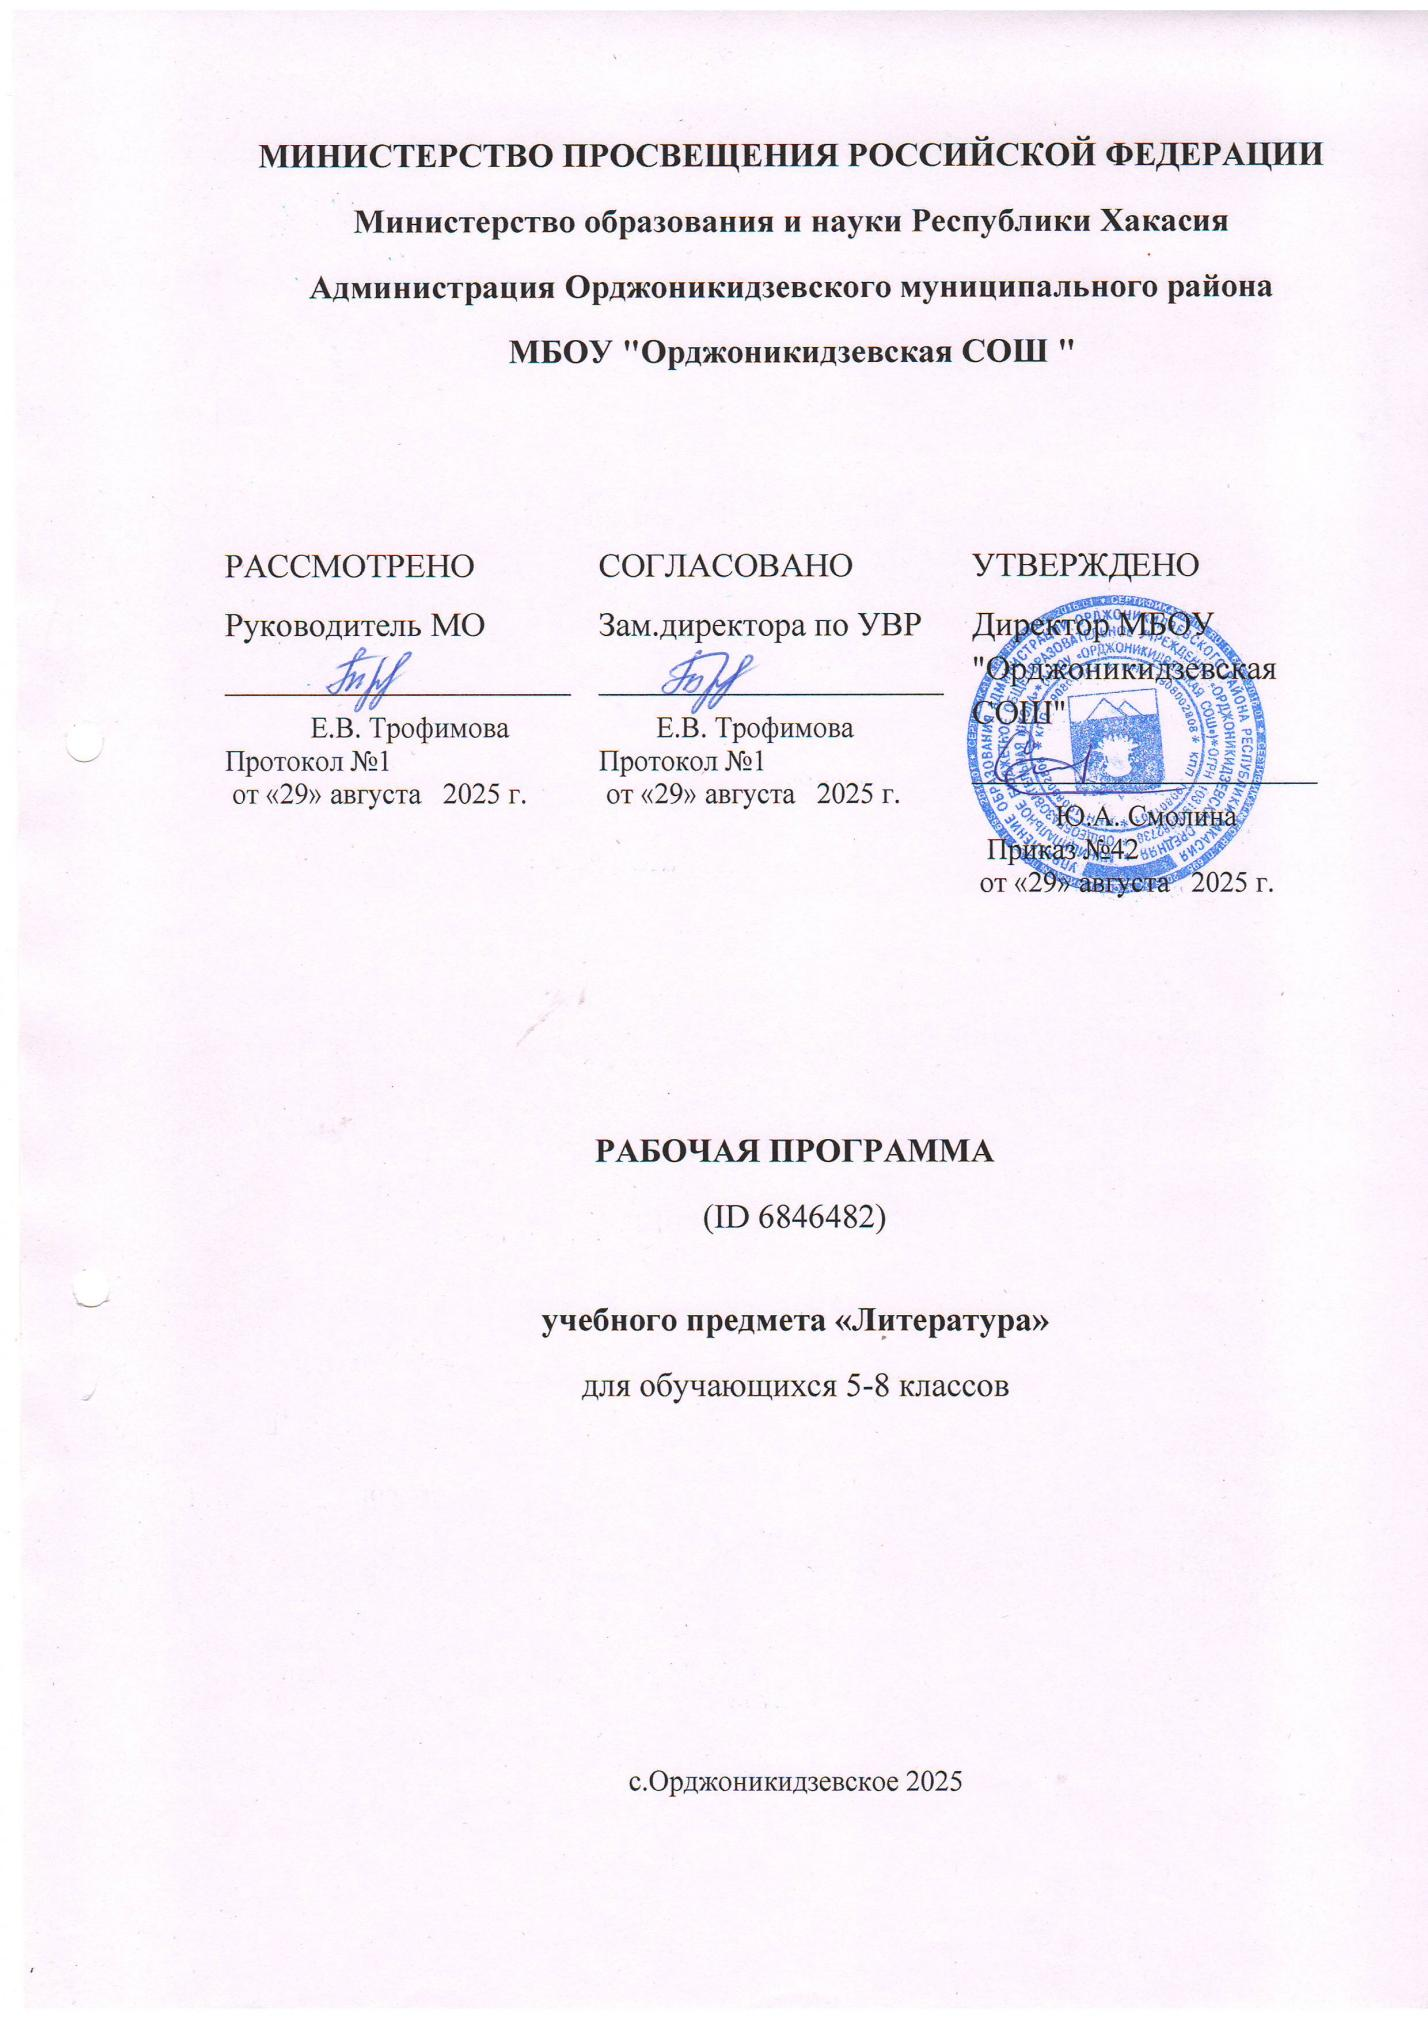 МИНИСТЕРСТВО ПРОСВЕЩЕНИЯ РОССИЙСКОЙ ФЕДЕРАЦИИ
Министерство образования и науки Республики Хакасия
Администрация Орджоникидзевского муниципального района
МБОУ "Орджоникидзевская СОШ "
РАССМОТРЕНО
Руководитель МО
Е.В. Трофимова
Протокол №1
от «29» августа 2025 г.
СОГЛАСОВАНО
Зам.директора по УВР
Е.В. Трофимова
Протокол №1
от «29» августа 2025 г.
УТВЕРЖДЕНО
Директор МБОУ
"Орджоникидзевская
СОШ"
Ю.А. Смолина
Приказ №42
от «29» августа 2025 г.
РАБОЧАЯ ПРОГРАММА
(ID 6846482)
учебного предмета «Литература»
для обучающихся 5-8 классов
с.Орджоникидзевское 2025